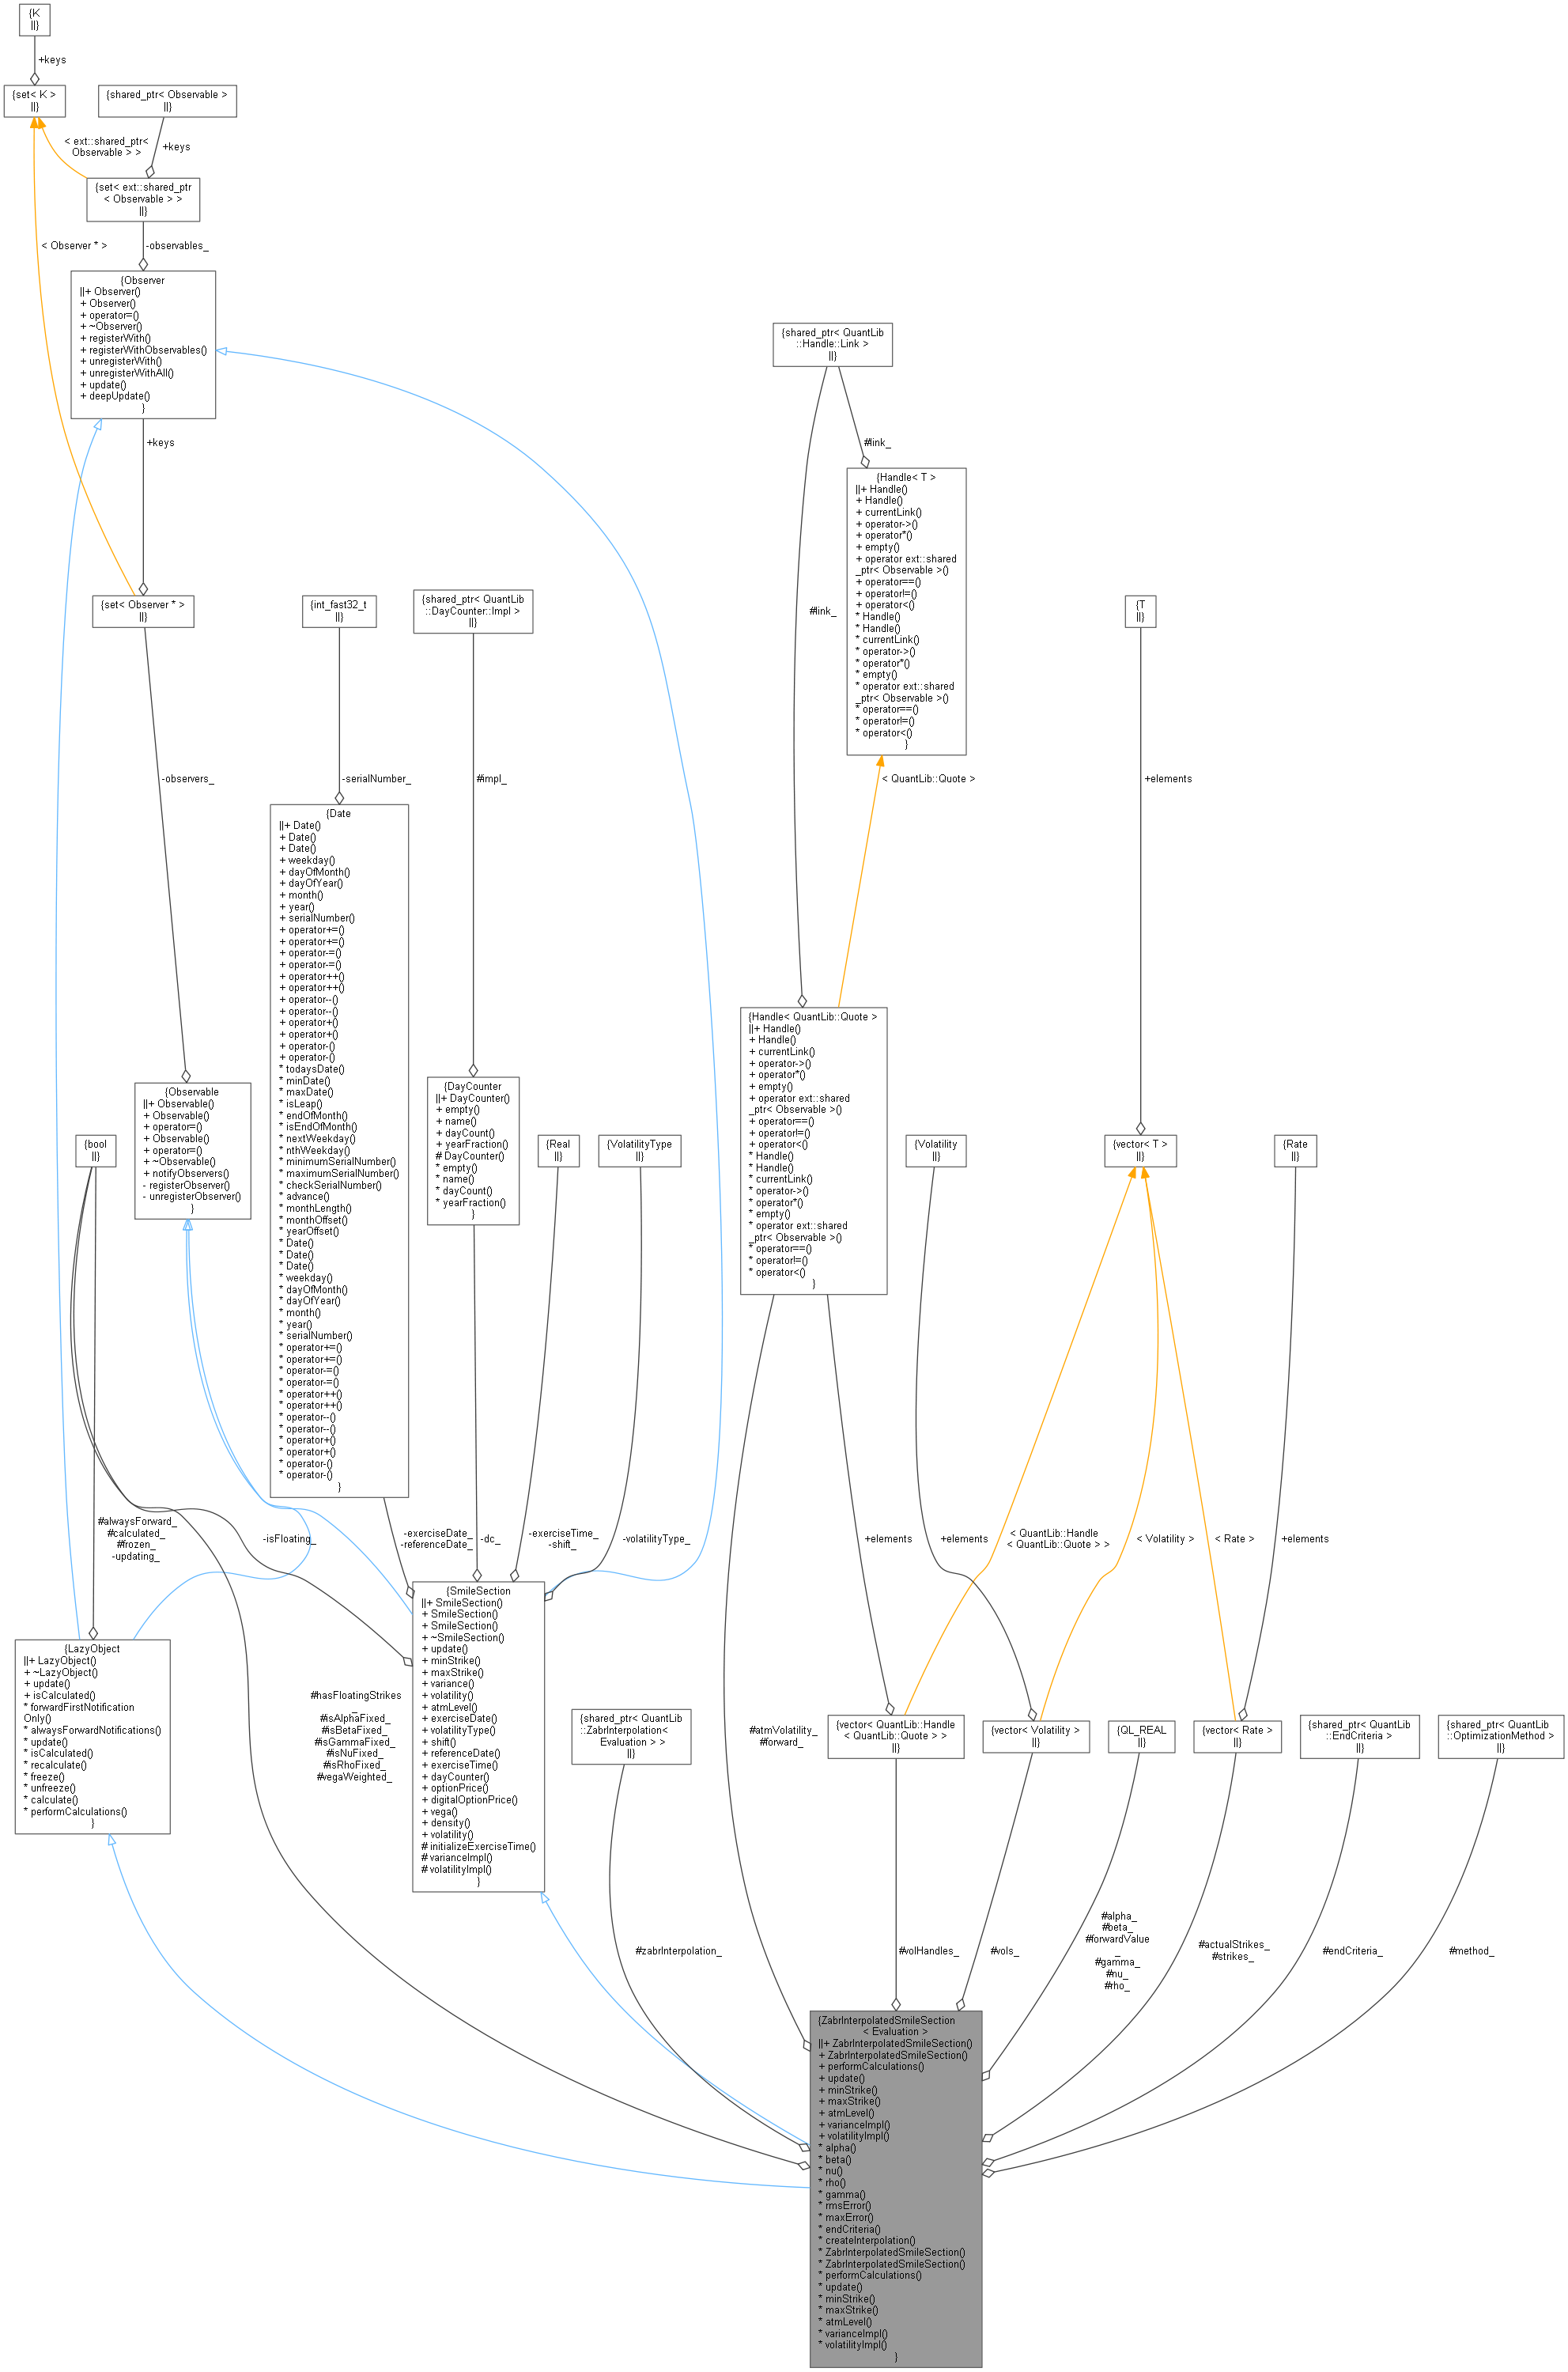 {K
||}
+keys
{set< K >
||}
{shared_ptr< Observable >
||}
< ext::shared_ptr<
Observable > >
+keys
{set< ext::shared_ptr
< Observable > >
||}
< Observer * >
-observables_
{Observer
||+ Observer()
+ Observer()
+ operator=()
+ ~Observer()
+ registerWith()
+ registerWithObservables()
+ unregisterWith()
+ unregisterWithAll()
+ update()
+ deepUpdate()
}
+keys
{set< Observer * >
||}
-observers_
{int_fast32_t
||}
-serialNumber_
{shared_ptr< QuantLib
::DayCounter::Impl >
||}
#impl_
{shared_ptr< QuantLib
::Handle::Link >
||}
#link_
#link_
{Handle< T >
||+ Handle()
+ Handle()
+ currentLink()
+ operator->()
+ operator*()
+ empty()
+ operator ext::shared
_ptr< Observable >()
+ operator==()
+ operator!=()
+ operator<()
* Handle()
* Handle()
* currentLink()
* operator->()
* operator*()
* empty()
* operator ext::shared
_ptr< Observable >()
* operator==()
* operator!=()
* operator<()
}
< QuantLib::Quote >
{T
||}
+elements
{Date
||+ Date()
+ Date()
+ Date()
+ weekday()
+ dayOfMonth()
+ dayOfYear()
+ month()
+ year()
+ serialNumber()
+ operator+=()
+ operator+=()
+ operator-=()
+ operator-=()
+ operator++()
+ operator++()
+ operator--()
+ operator--()
+ operator+()
+ operator+()
+ operator-()
+ operator-()
* todaysDate()
* minDate()
* maxDate()
* isLeap()
* endOfMonth()
* isEndOfMonth()
* nextWeekday()
* nthWeekday()
* minimumSerialNumber()
* maximumSerialNumber()
* checkSerialNumber()
* advance()
* monthLength()
* monthOffset()
* yearOffset()
* Date()
* Date()
* Date()
* weekday()
* dayOfMonth()
* dayOfYear()
* month()
* year()
* serialNumber()
* operator+=()
* operator+=()
* operator-=()
* operator-=()
* operator++()
* operator++()
* operator--()
* operator--()
* operator+()
* operator+()
* operator-()
* operator-()
}
{Handle< QuantLib::Quote >
||+ Handle()
+ Handle()
+ currentLink()
+ operator->()
+ operator*()
+ empty()
+ operator ext::shared
_ptr< Observable >()
+ operator==()
+ operator!=()
+ operator<()
* Handle()
* Handle()
* currentLink()
* operator->()
* operator*()
* empty()
* operator ext::shared
_ptr< Observable >()
* operator==()
* operator!=()
* operator<()
}
{Observable
||+ Observable()
+ Observable()
+ operator=()
+ Observable()
+ operator=()
+ ~Observable()
+ notifyObservers()
- registerObserver()
- unregisterObserver()
}
{DayCounter
||+ DayCounter()
+ empty()
+ name()
+ dayCount()
+ yearFraction()
# DayCounter()
* empty()
* name()
* dayCount()
* yearFraction()
}
{bool
||}
{Real
||}
{VolatilityType
||}
{Volatility
||}
{vector< T >
||}
{Rate
||}
#alwaysForward_
#calculated_
#frozen_
-updating_
-isFloating_
-exerciseDate_
-referenceDate_
-dc_
-exerciseTime_
-shift_
-volatilityType_
+elements
+elements
< QuantLib::Handle
< QuantLib::Quote > >
< Volatility >
< Rate >
+elements
{LazyObject
||+ LazyObject()
+ ~LazyObject()
+ update()
+ isCalculated()
* forwardFirstNotification
Only()
* alwaysForwardNotifications()
* update()
* isCalculated()
* recalculate()
* freeze()
* unfreeze()
* calculate()
* performCalculations()
}
{SmileSection
||+ SmileSection()
+ SmileSection()
+ SmileSection()
+ ~SmileSection()
+ update()
+ minStrike()
+ maxStrike()
+ variance()
+ volatility()
+ atmLevel()
+ exerciseDate()
+ volatilityType()
+ shift()
+ referenceDate()
+ exerciseTime()
+ dayCounter()
+ optionPrice()
+ digitalOptionPrice()
+ vega()
+ density()
+ volatility()
# initializeExerciseTime()
# varianceImpl()
# volatilityImpl()
}
#hasFloatingStrikes
_
#isAlphaFixed_
#isBetaFixed_
#isGammaFixed_
#isNuFixed_
#isRhoFixed_
#vegaWeighted_
{shared_ptr< QuantLib
::ZabrInterpolation<
Evaluation > >
||}
#atmVolatility_
#forward_
{vector< QuantLib::Handle
< QuantLib::Quote > >
||}
{vector< Volatility >
||}
{QL_REAL
||}
{vector< Rate >
||}
{shared_ptr< QuantLib
::EndCriteria >
||}
{shared_ptr< QuantLib
::OptimizationMethod >
||}
#zabrInterpolation_
#volHandles_
#vols_
#alpha_
#beta_
#forwardValue
_
#gamma_
#nu_
#rho_
#actualStrikes_
#strikes_
#endCriteria_
#method_
{ZabrInterpolatedSmileSection
< Evaluation >
||+ ZabrInterpolatedSmileSection()
+ ZabrInterpolatedSmileSection()
+ performCalculations()
+ update()
+ minStrike()
+ maxStrike()
+ atmLevel()
+ varianceImpl()
+ volatilityImpl()
* alpha()
* beta()
* nu()
* rho()
* gamma()
* rmsError()
* maxError()
* endCriteria()
* createInterpolation()
* ZabrInterpolatedSmileSection()
* ZabrInterpolatedSmileSection()
* performCalculations()
* update()
* minStrike()
* maxStrike()
* atmLevel()
* varianceImpl()
* volatilityImpl()
}